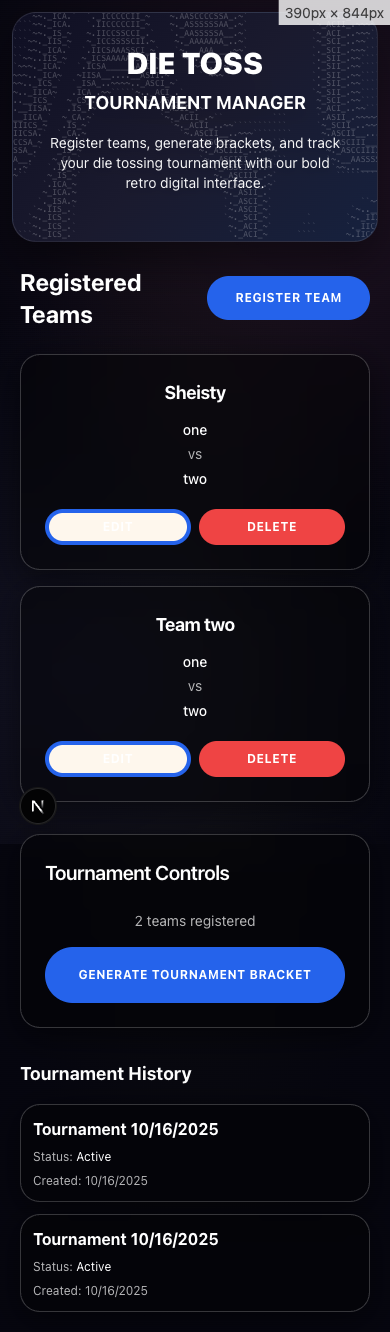 390px × 844px
DIE TOSS
TOURNAMENT MANAGER
Register teams, generate brackets, and track
your die tossing tournament with our bold
retro digital interface.
Registered
Teams
REGISTER TEAM
Sheisty
one
vs
two
EDIT
DELETE
Team two
one
vs
two
EDIT
DELETE
N
Tournament Controls
2 teams registered
GENERATE TOURNAMENT BRACKET
Tournament History
Tournament 10/16/2025
Status: Active
Created: 10/16/2025
Tournament 10/16/2025
Status: Active
Created: 10/16/2025